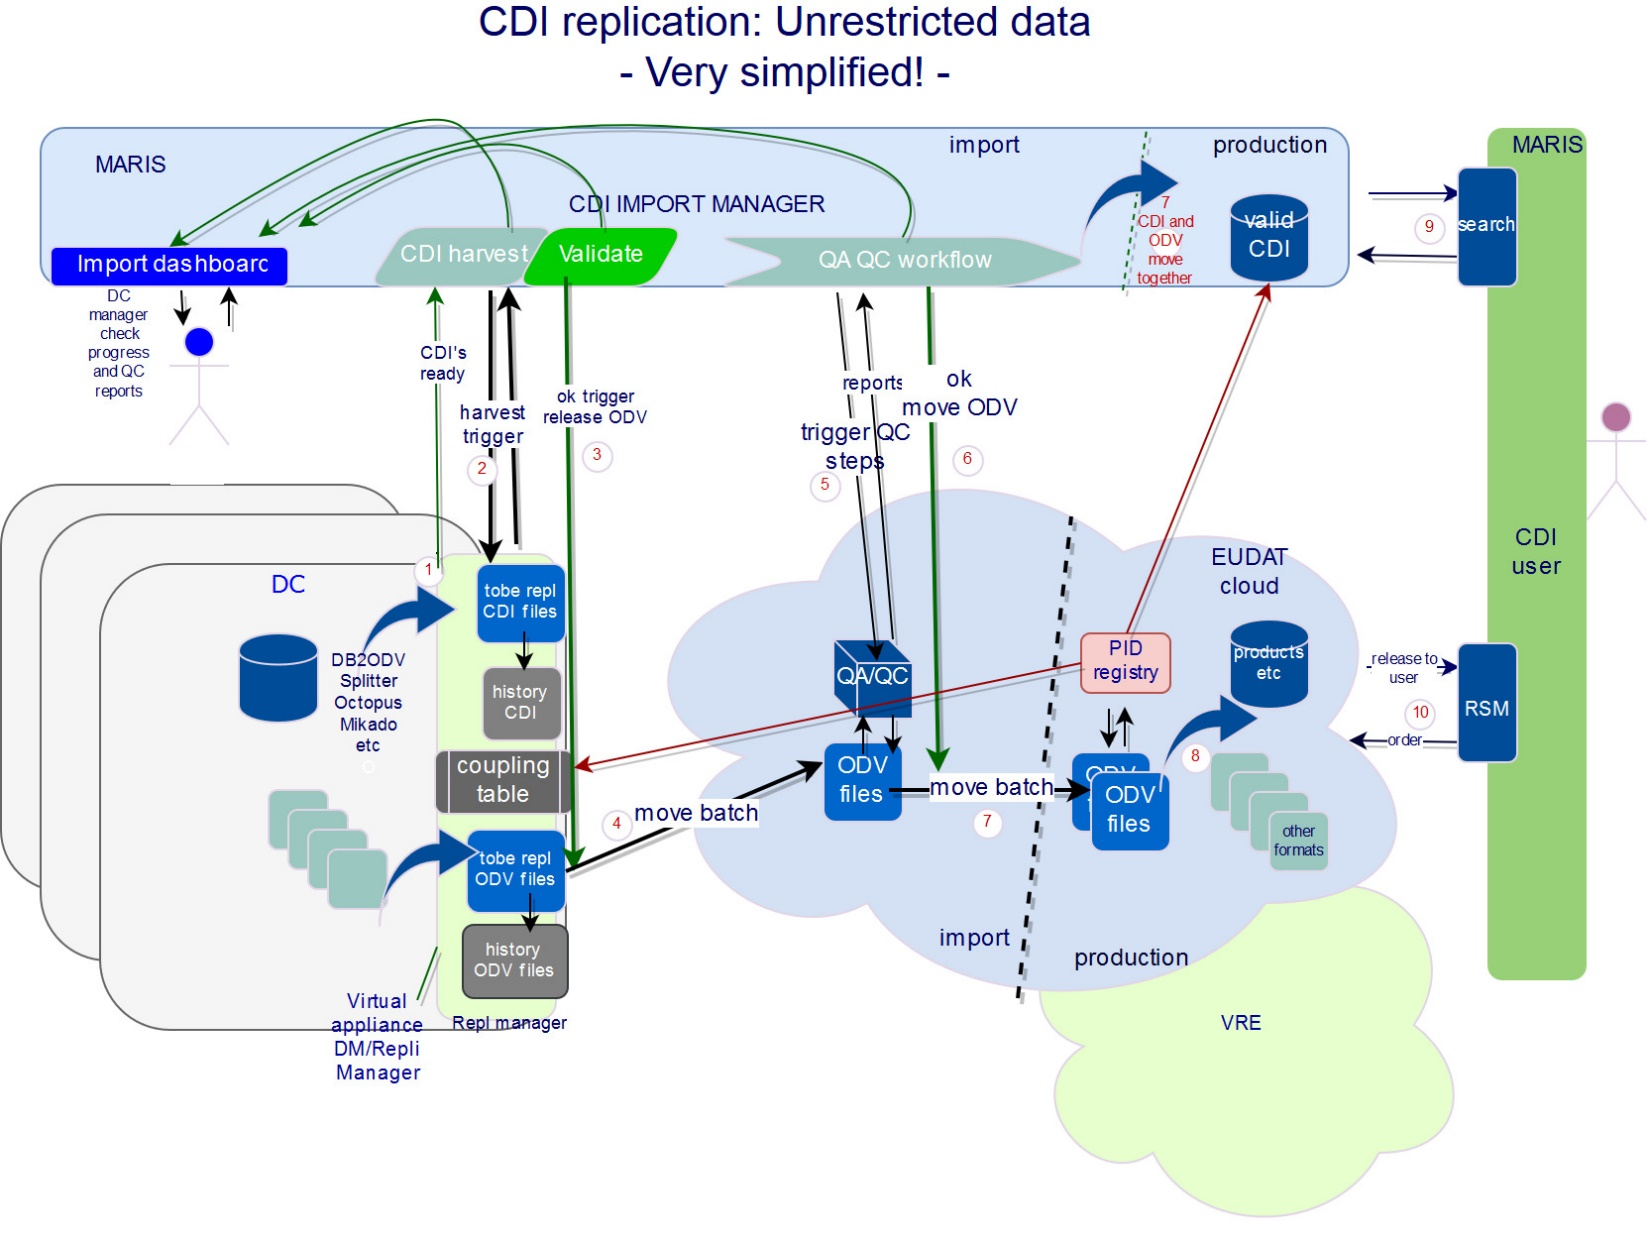 CDI replication: Unrestricted data
- Very simplified! -
MARIS
import
production
MARIS
CDI IMPORT MANAGER
Import dashboarc
CDI harvest
Validate
QA QC workflow
7
CDI and
ODV
move
together
valid
CDI
9
search
DC
manager
check
progress
and QC
reports
CDI's
ready
harvest
trigger
2
ok trigger
release ODV
3
reports
trigger QC
steps
5
ok
move ODV
6
1
DC
DB2ODV
Splitter
Octopus
Mikado
etc
tobe repl
CDI files
history
CDI
coupling
table
tobe repl
ODV files
history
ODV files
Repl manager
Virtual
appliance
DM/Repli
Manager
4
move batch
QA/QC
ODV
files
move batch
7
import
production
EUDAT
cloud
PID
registry
products
etc
ODV
ODV
files
8
other
formats
VRE
CDI
user
release to
user
10
order
RSM